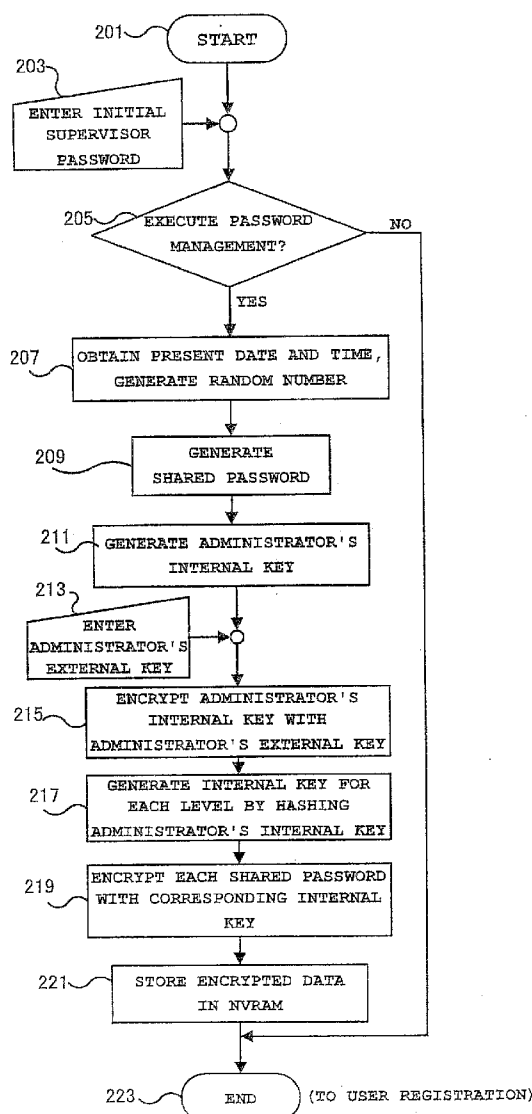 201
START
203
ENTER INITIAL
SUPERVISOR
PASSWORD
205
EXECUTE PASSWORD
MANAGEMENT?
NO
YES
207
OBTAIN PRESENT DATE AND TIME,
GENERATE RANDOM NUMBER
209
GENERATE
SHARED PASSWORD
211
GENERATE ADMINISTRATOR'S
INTERNAL KEY
213
ENTER
ADMINISTRATOR'S
EXTERNAL KEY
215
ENCRYPT ADMINISTRATOR'S
INTERNAL KEY WITH
ADMINISTRATOR'S EXTERNAL KEY
217
GENERATE INTERNAL KEY FOR
EACH LEVEL BY HASHING
ADMINISTRATOR'S INTERNAL KEY
219
ENCRYPT EACH SHARED PASSWORD
WITH CORRESPONDING INTERNAL
KEY
221
STORE ENCRYPTED DATA
IN NVRAM
223
END
(TO USER REGISTRATION)